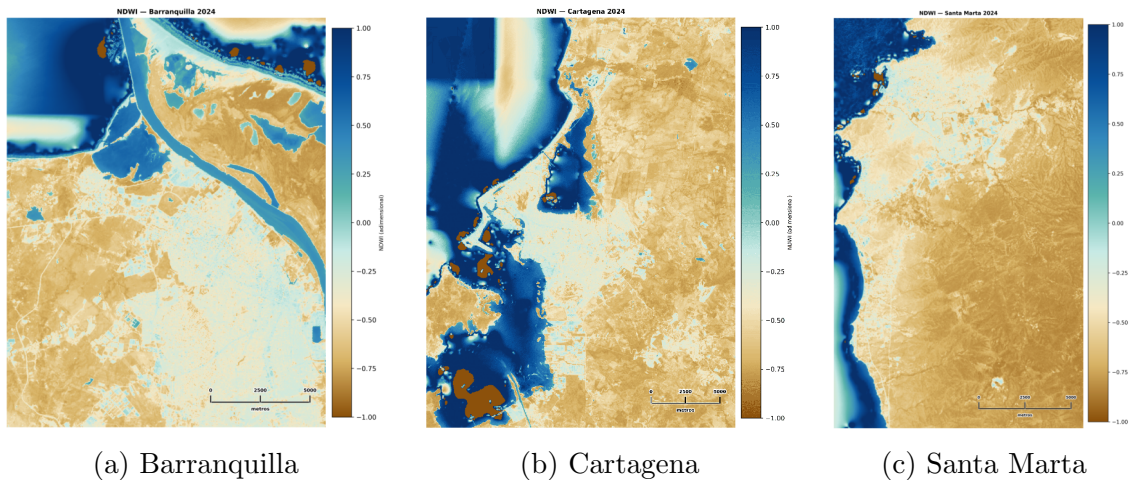 NDWI — Barranquilla 2024
1.00
0.75
0.50
0.25
0.00
−0.25
−0.50
−0.75
−1.00
NDWI (adimensional)
0 2500 5000
metros
(a) Barranquilla
NDWI — Cartagena 2024
1.00
0.75
0.50
0.25
0.00
−0.25
−0.50
−0.75
−1.00
NDWI (adimensional)
0 2500 5000
metros
(b) Cartagena
NDWI — Santa Marta 2024
1.00
0.75
0.50
0.25
0.00
−0.25
−0.50
−0.75
−1.00
0 2500 5000
metros
(c) Santa Marta